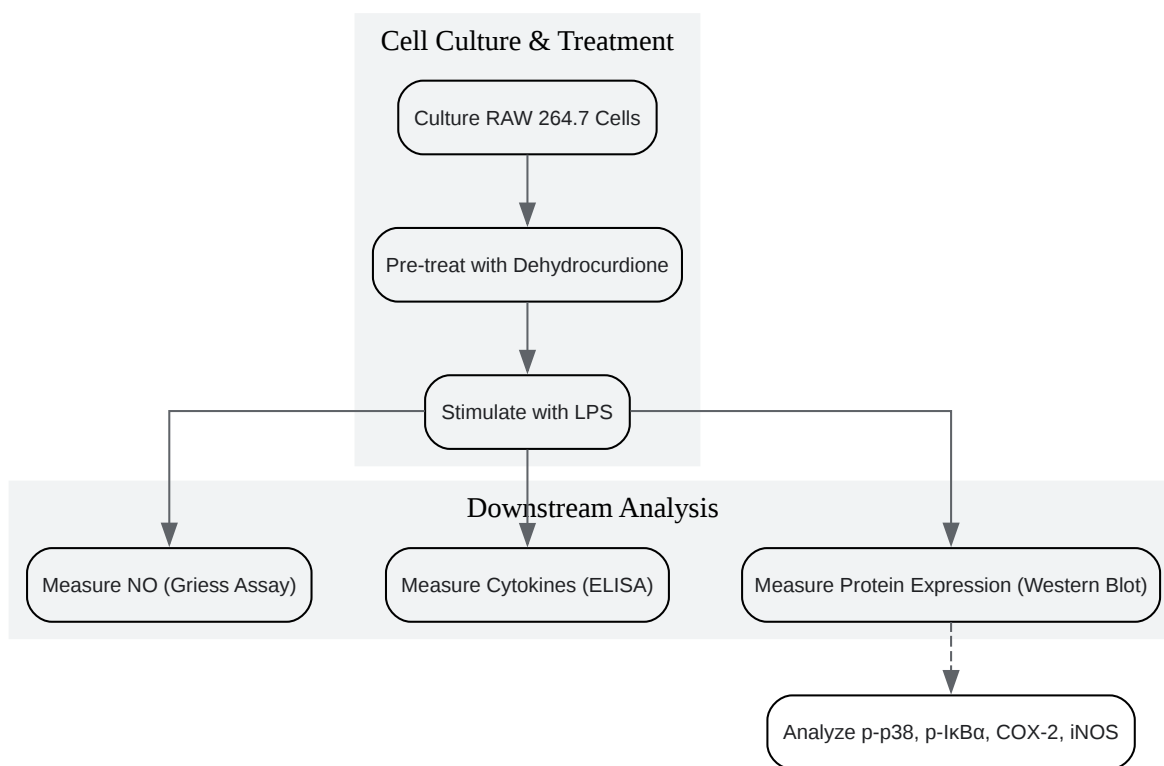 Cell Culture & Treatment
Culture RAW 264.7 Cells
Pre-treat with Dehydrocurdione
Stimulate with LPS
Downstream Analysis
Measure NO (Griess Assay)
Measure Cytokines (ELISA)
Measure Protein Expression (Western Blot)
Analyze p-p38, p-IκBα, COX-2, iNOS